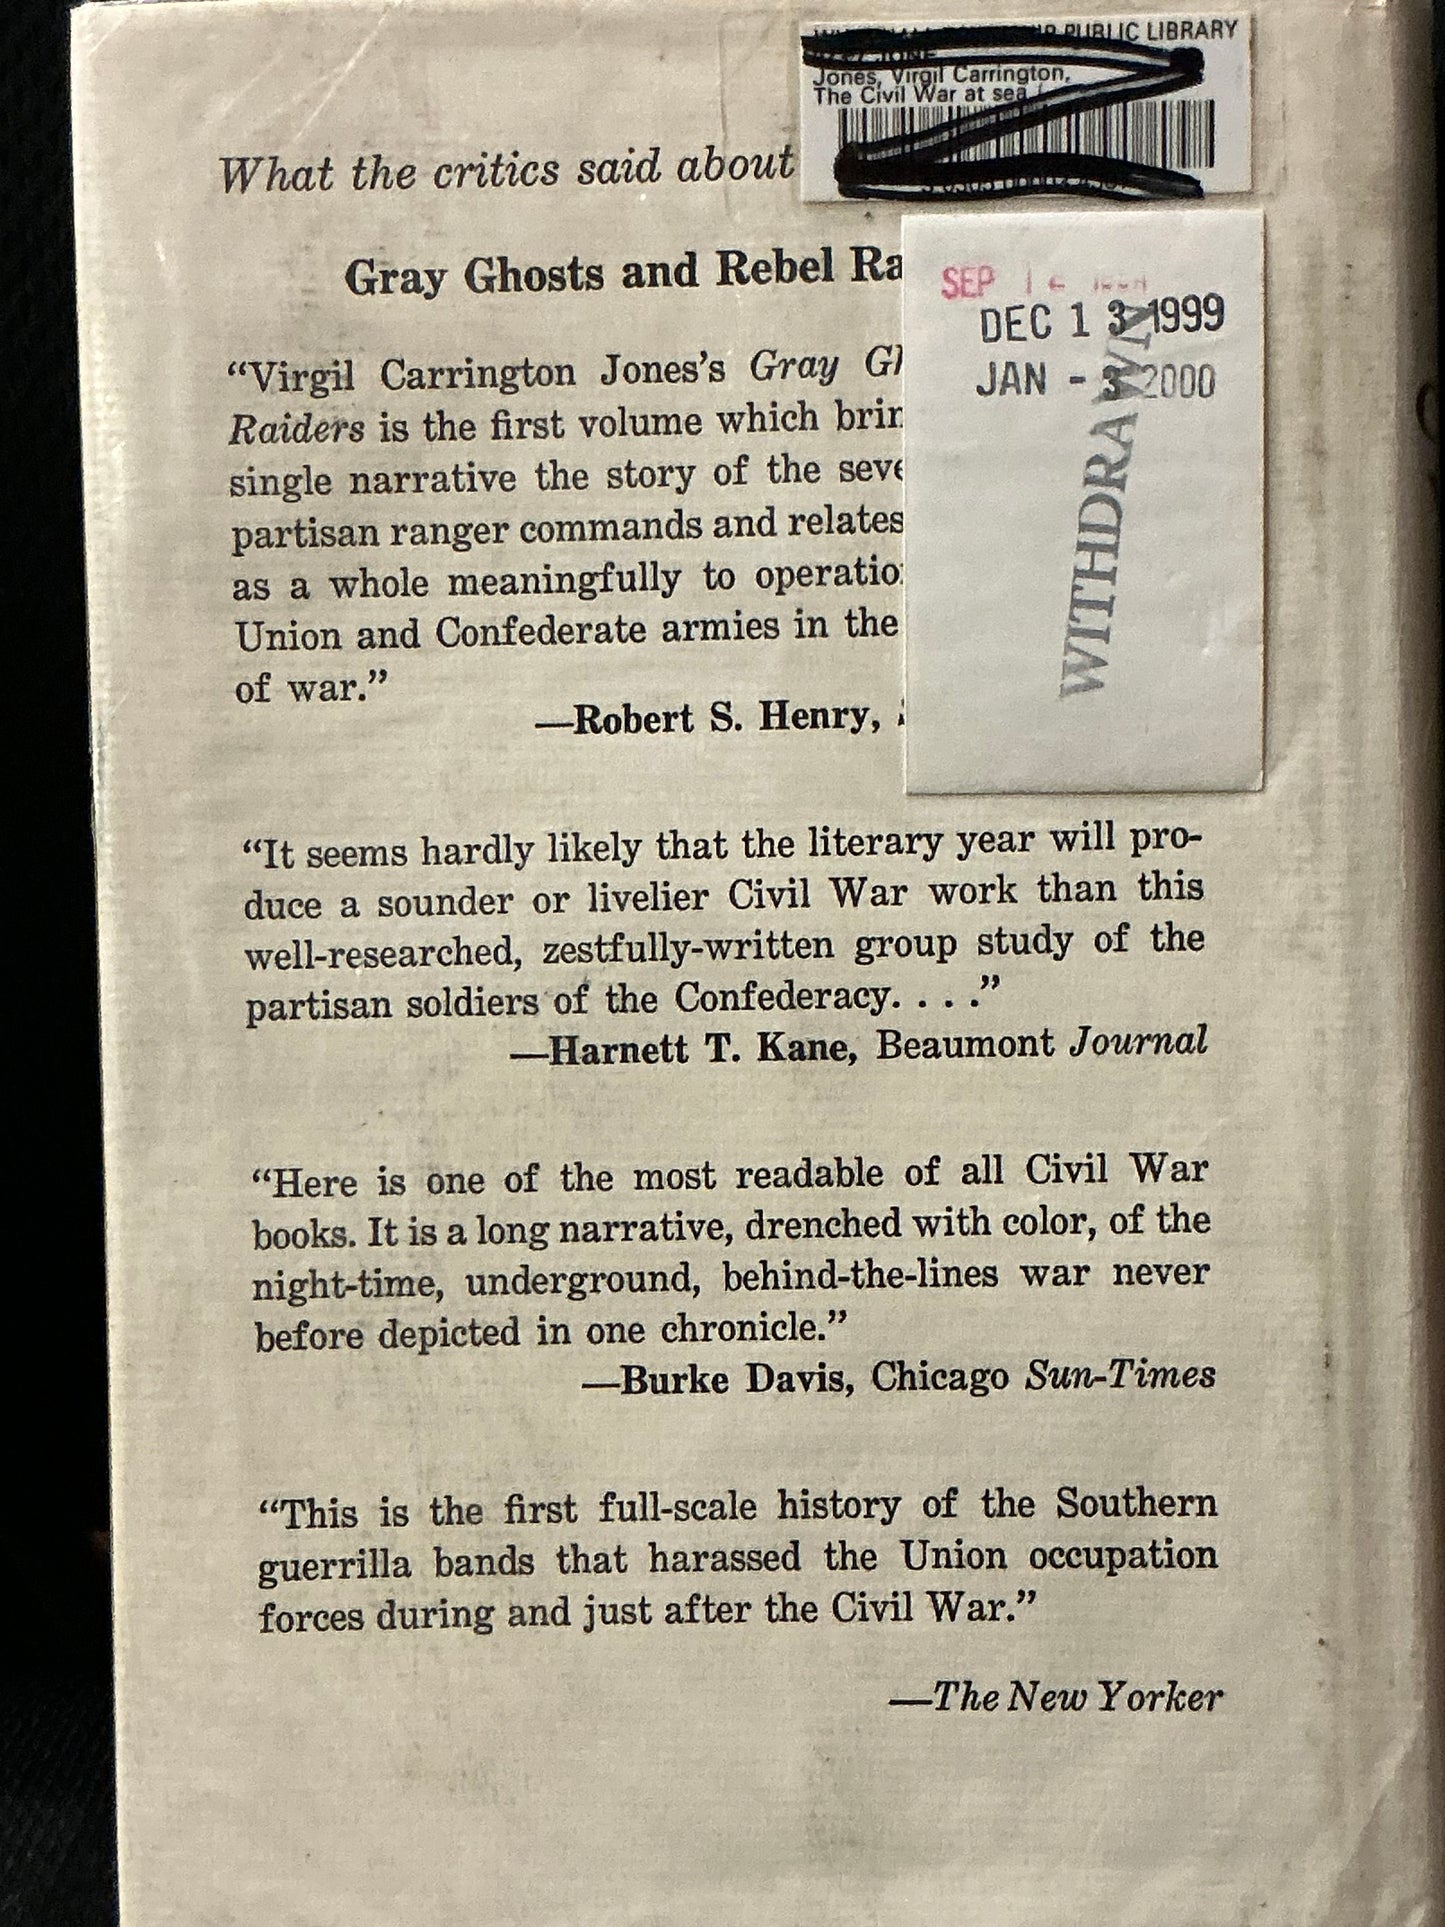 PUBLIC LIBRARY
Jones, Virgil Carrington,
The Civil War at sea
What the critics said about
Gray Ghosts and Rebel Ra
SEP
DEC 1 3 1999
JAN - 3 2000
WITHDRAWN
“Virgil Carrington Jones’s Gray Gh
Raiders is the first volume which brin
single narrative the story of the seve
partisan ranger commands and relates
as a whole meaningfully to operatio
Union and Confederate armies in the
of war.”
—Robert S. Henry,
“It seems hardly likely that the literary year will pro-
duce a sounder or livelier Civil War work than this
well-researched, zestfully-written group study of the
partisan soldiers of the Confederacy. . . .”
—Harnett T. Kane, Beaumont Journal
“Here is one of the most readable of all Civil War
books. It is a long narrative, drenched with color, of the
night-time, underground, behind-the-lines war never
before depicted in one chronicle.”
—Burke Davis, Chicago Sun-Times
“This is the first full-scale history of the Southern
guerrilla bands that harassed the Union occupation
forces during and just after the Civil War.”
—The New Yorker